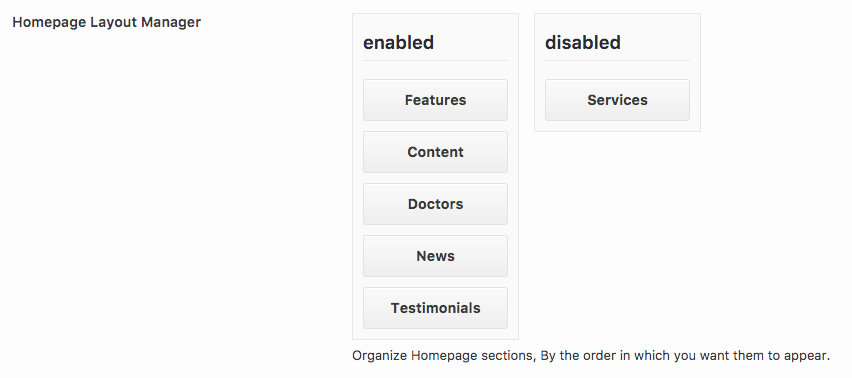 Homepage Layout Manager
enabled
Features
Content
Doctors
News
Testimonials
disabled
Services
Organize Homepage sections, By the order in which you want them to appear.